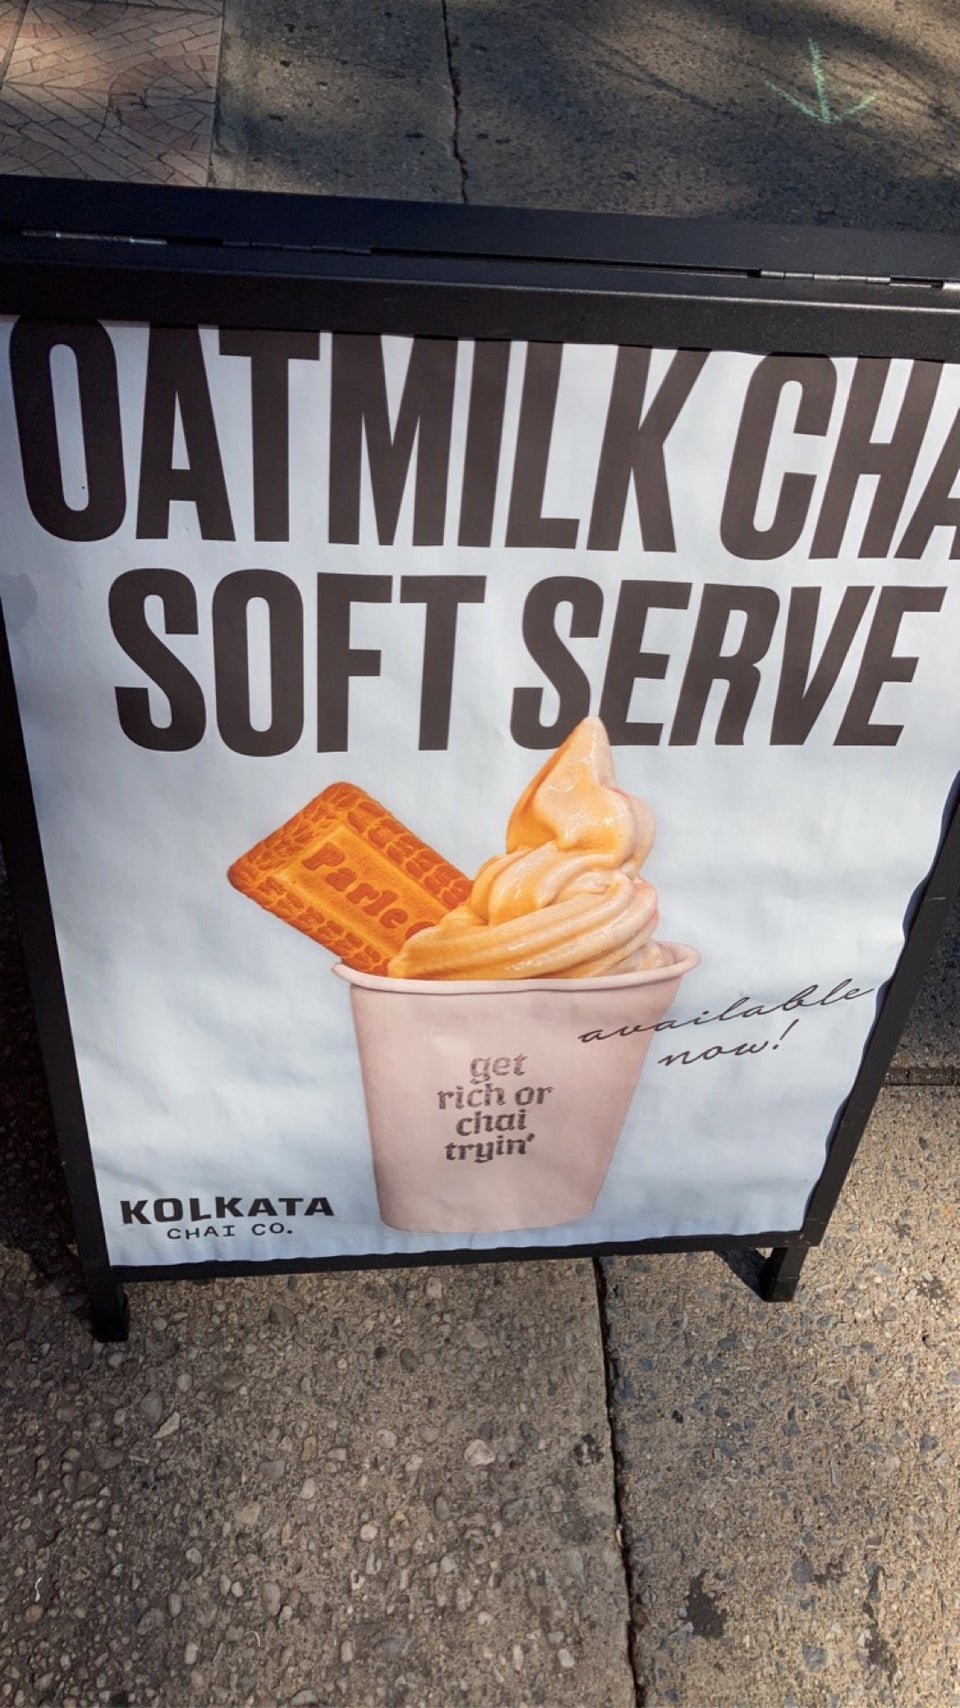 OATMILK CHA
SOFT SERVE
Parle
available
now!
get
rich or
chai
tryin'
KOLKATA
CHAI CO.